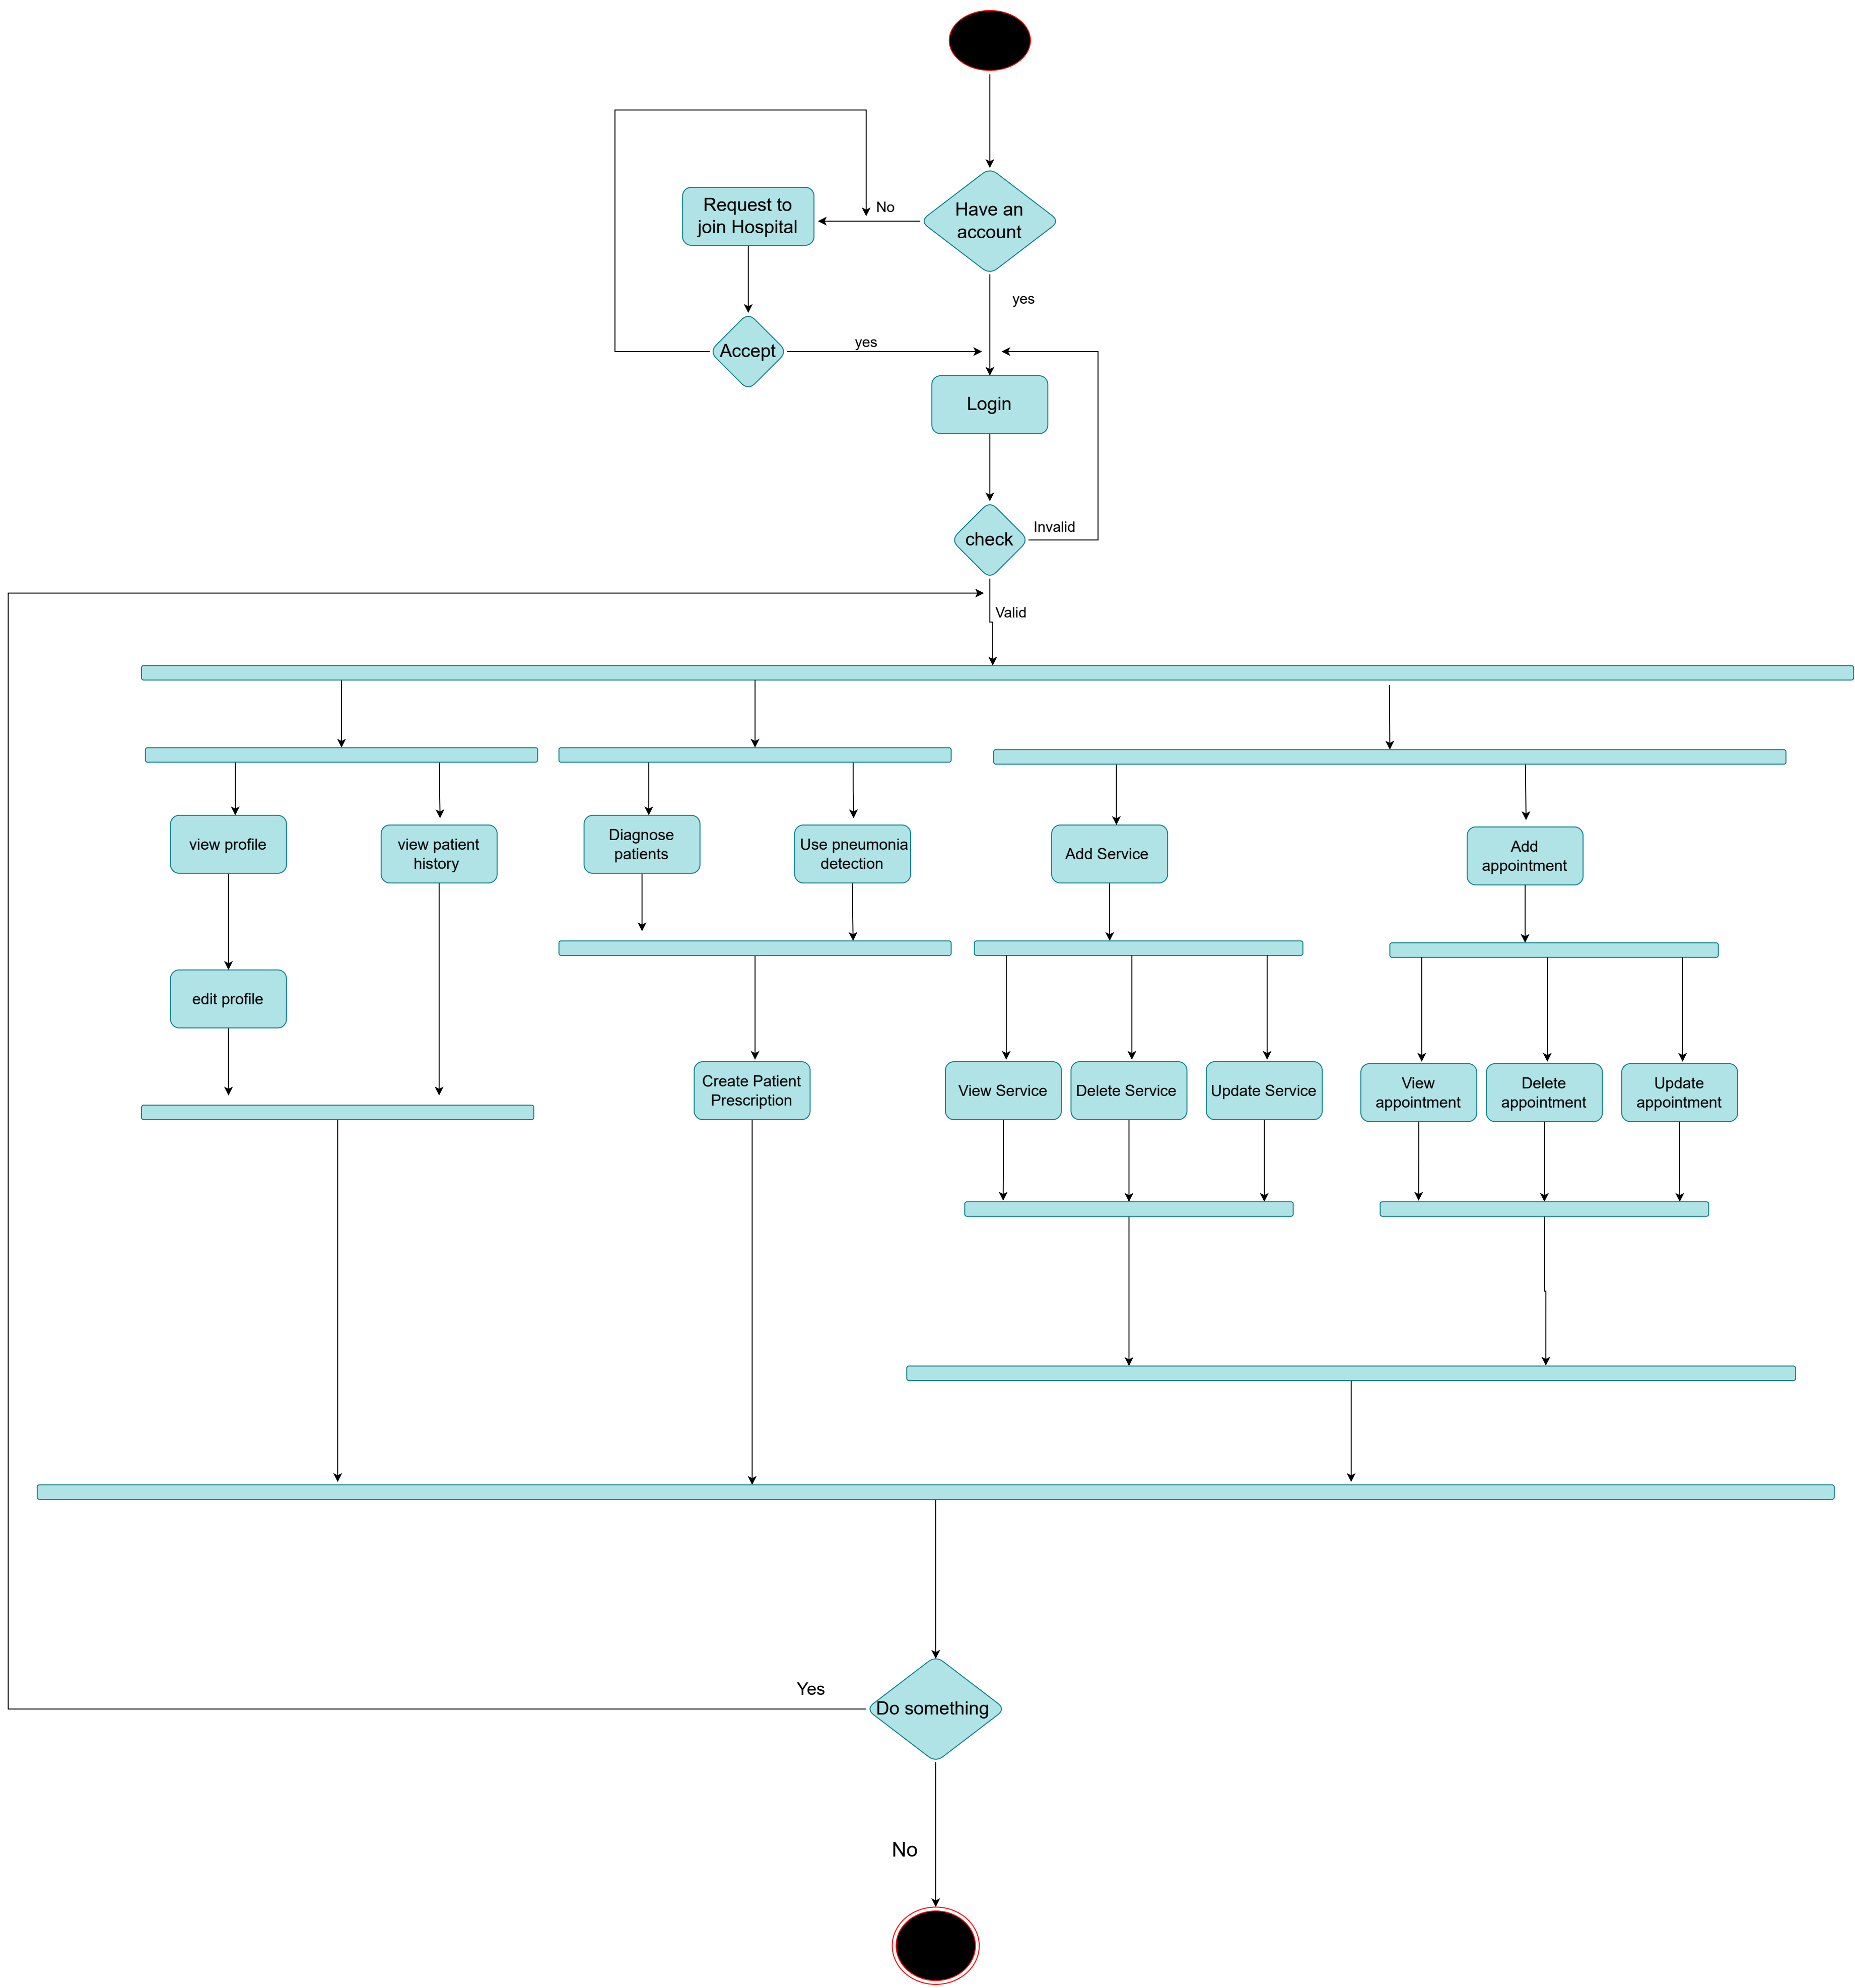 No
Request to
join Hospital
Have an
account
yes
Accept
yes
Login
check
Invalid
Valid
view profile
view patient
history
Diagnose
patients
Use pneumonia
detection
Add Service
Add
appointment
edit profile
Create Patient
Prescription
View Service
Delete Service
Update Service
View
appointment
Delete
appointment
Update
appointment
Yes
Do something
No